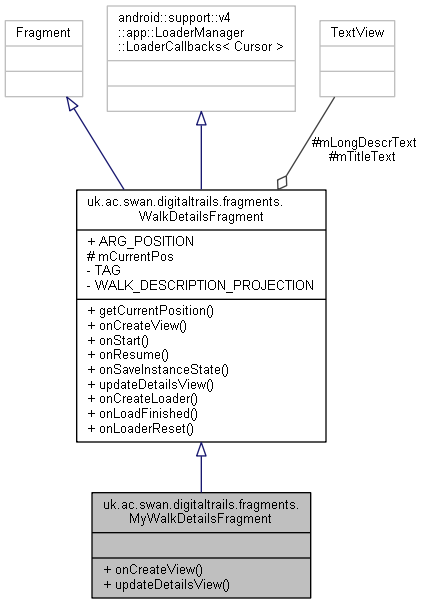 Fragment
android::support::v4
::app::LoaderManager
::LoaderCallbacks< Cursor >
TextView
#mLongDescrText
#mTitleText
uk.ac.swan.digitaltrails.fragments.
WalkDetailsFragment
+ ARG_POSITION
# mCurrentPos
- TAG
- WALK_DESCRIPTION_PROJECTION
+ getCurrentPosition()
+ onCreateView()
+ onStart()
+ onResume()
+ onSaveInstanceState()
+ updateDetailsView()
+ onCreateLoader()
+ onLoadFinished()
+ onLoaderReset()
uk.ac.swan.digitaltrails.fragments.
MyWalkDetailsFragment
+ onCreateView()
+ updateDetailsView()